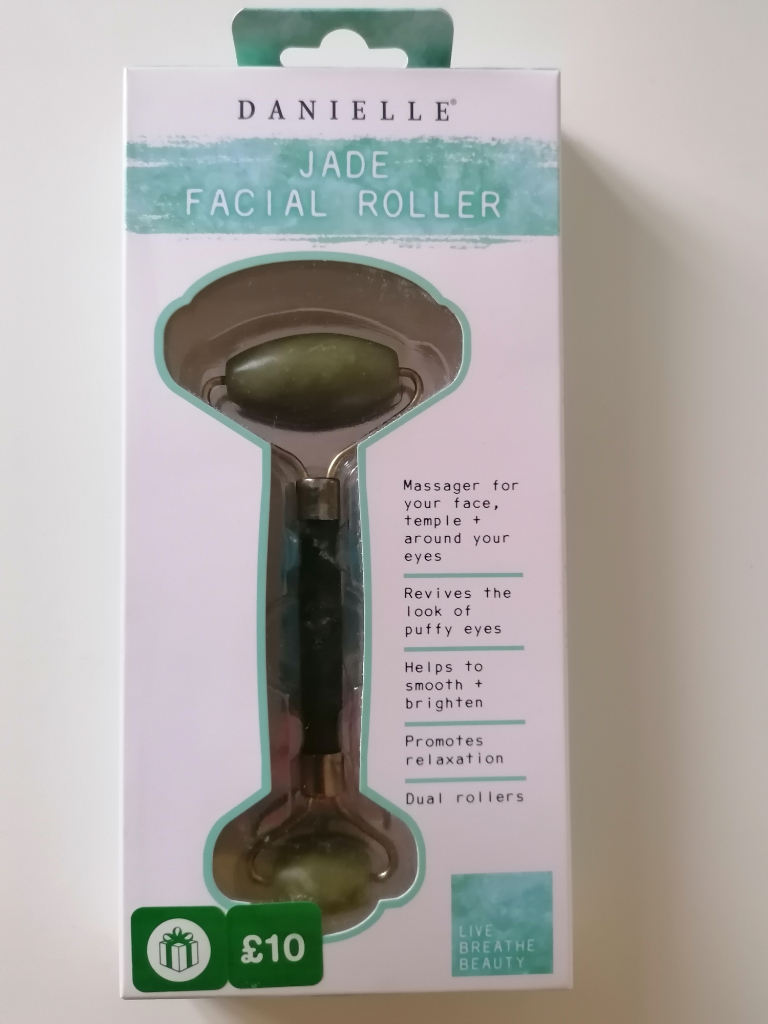 DANIELLE®
JADE
FACIAL ROLLER
Massager for
your face,
temple +
around your
eyes
Revives the
look of
puffy eyes
Helps to
smooth +
brighten
Promotes
relaxation
Dual rollers
£10
LIVE
BREATHE
BEAUTY